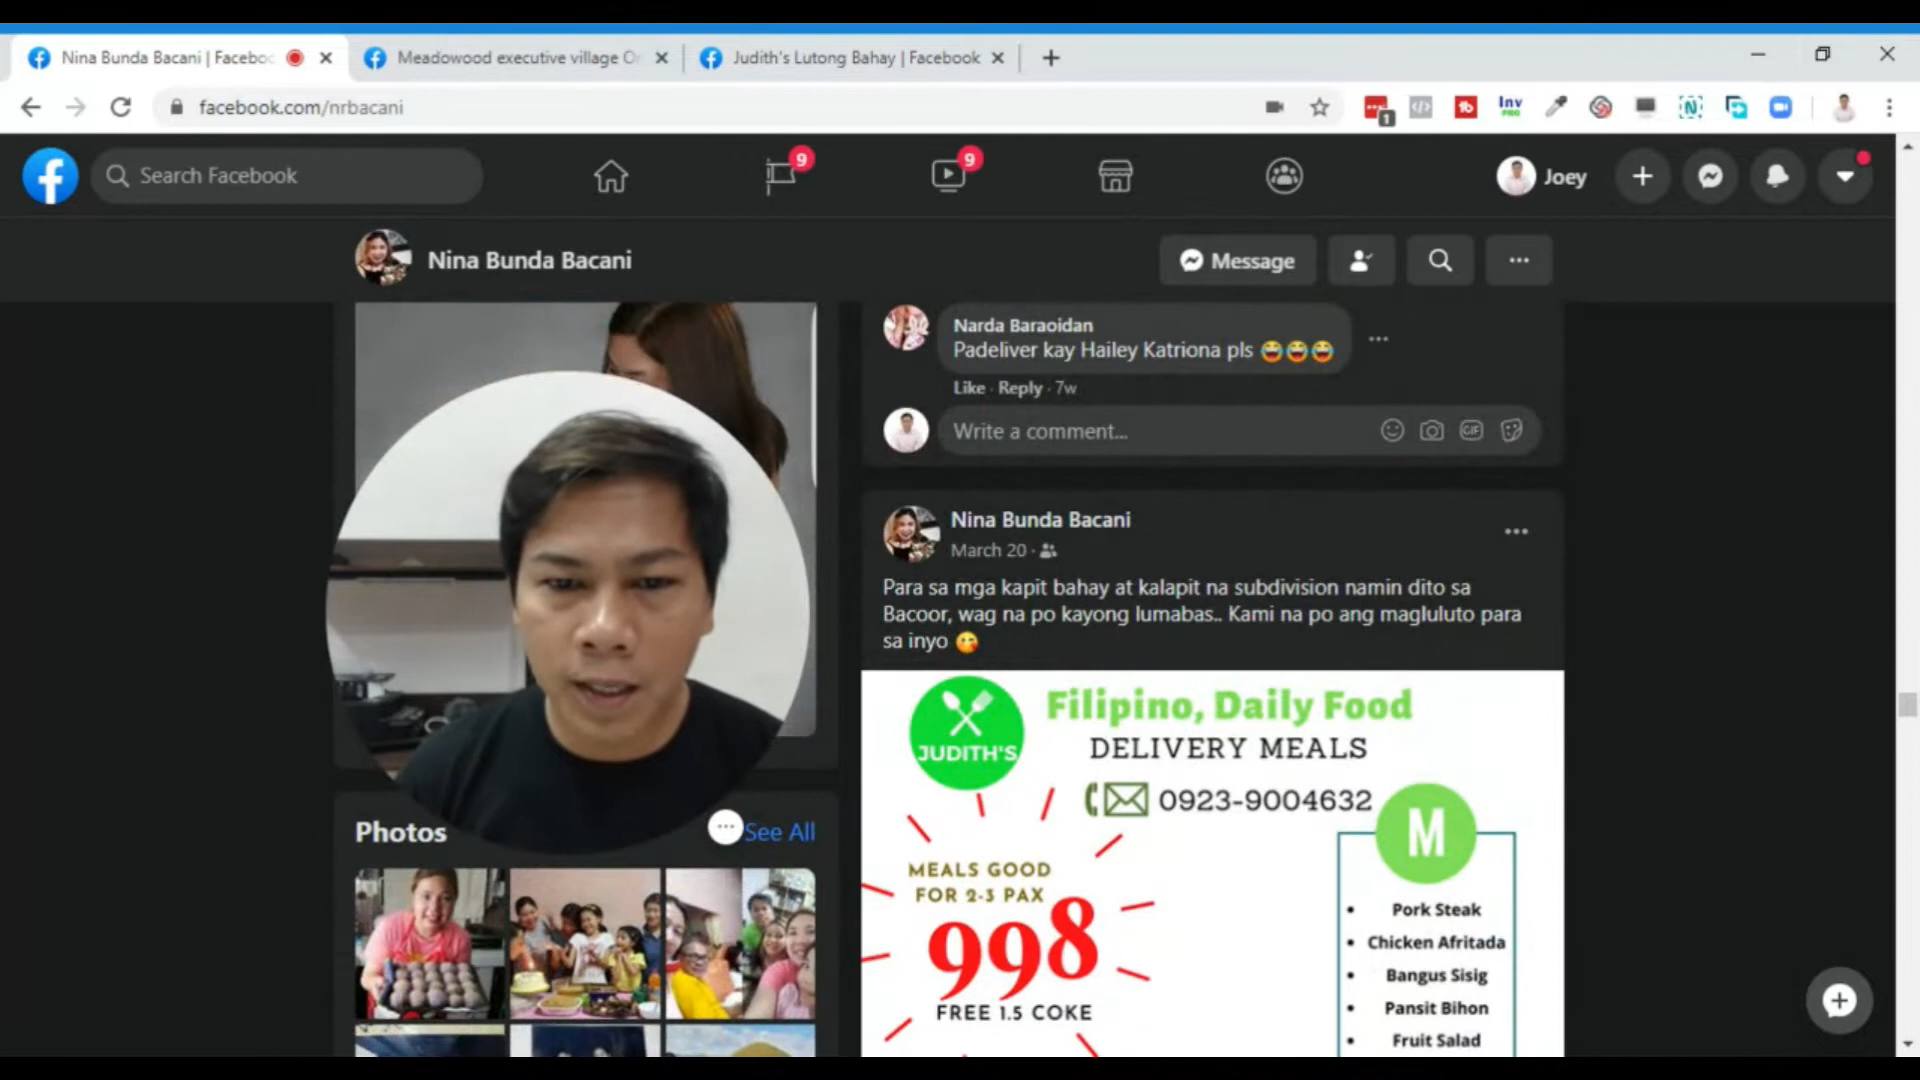 Nina Bunda Bacani | Faceboo
Meadowood executive village O
Judith's Lutong Bahay | Facebook
facebook.com/nrbacani
1
Inv
Search Facebook
9
9
Joey
Nina Bunda Bacani
Message
Narda Baraoidan
Padeliver kay Hailey Katriona pls 😂😂😂
Like · Reply · 7w
Write a comment...
GIF
Nina Bunda Bacani
March 20 ·
Para sa mga kapit bahay at kalapit na subdivision namin dito sa
Bacoor, wag na po kayong lumabas.. Kami na po ang magluluto para
sa inyo 😘
JUDITH'S
Filipino, Daily Food
DELIVERY MEALS
0923-9004632
MEALS GOOD
FOR 2-3 PAX
998
FREE 1.5 COKE
M
• Pork Steak
• Chicken Afritada
• Bangus Sisig
• Pansit Bihon
• Fruit Salad
Photos
See All